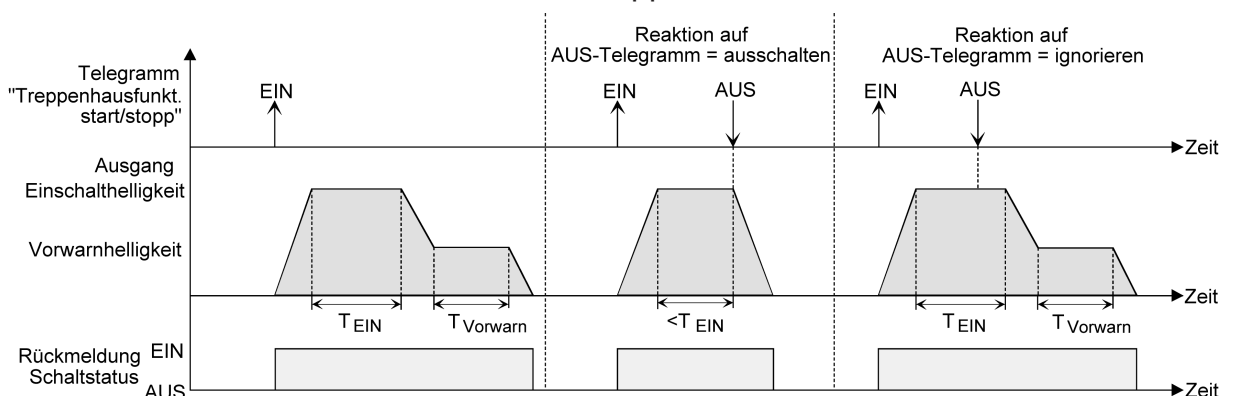 Reaktion auf
AUS-Telegramm = ausschalten
Reaktion auf
AUS-Telegramm = ignorieren
Telegramm
"Treppenhausfunkt.
start/stopp"
EIN
EIN
AUS
EIN
AUS
Zeit
Ausgang
Einschalthelligkeit
Vorwarnhelligkeit
Zeit
T EIN
T Vorwarn
<T EIN
T EIN
T Vorwarn
Rückmeldung
Schaltstatus
EIN
AUS
Zeit